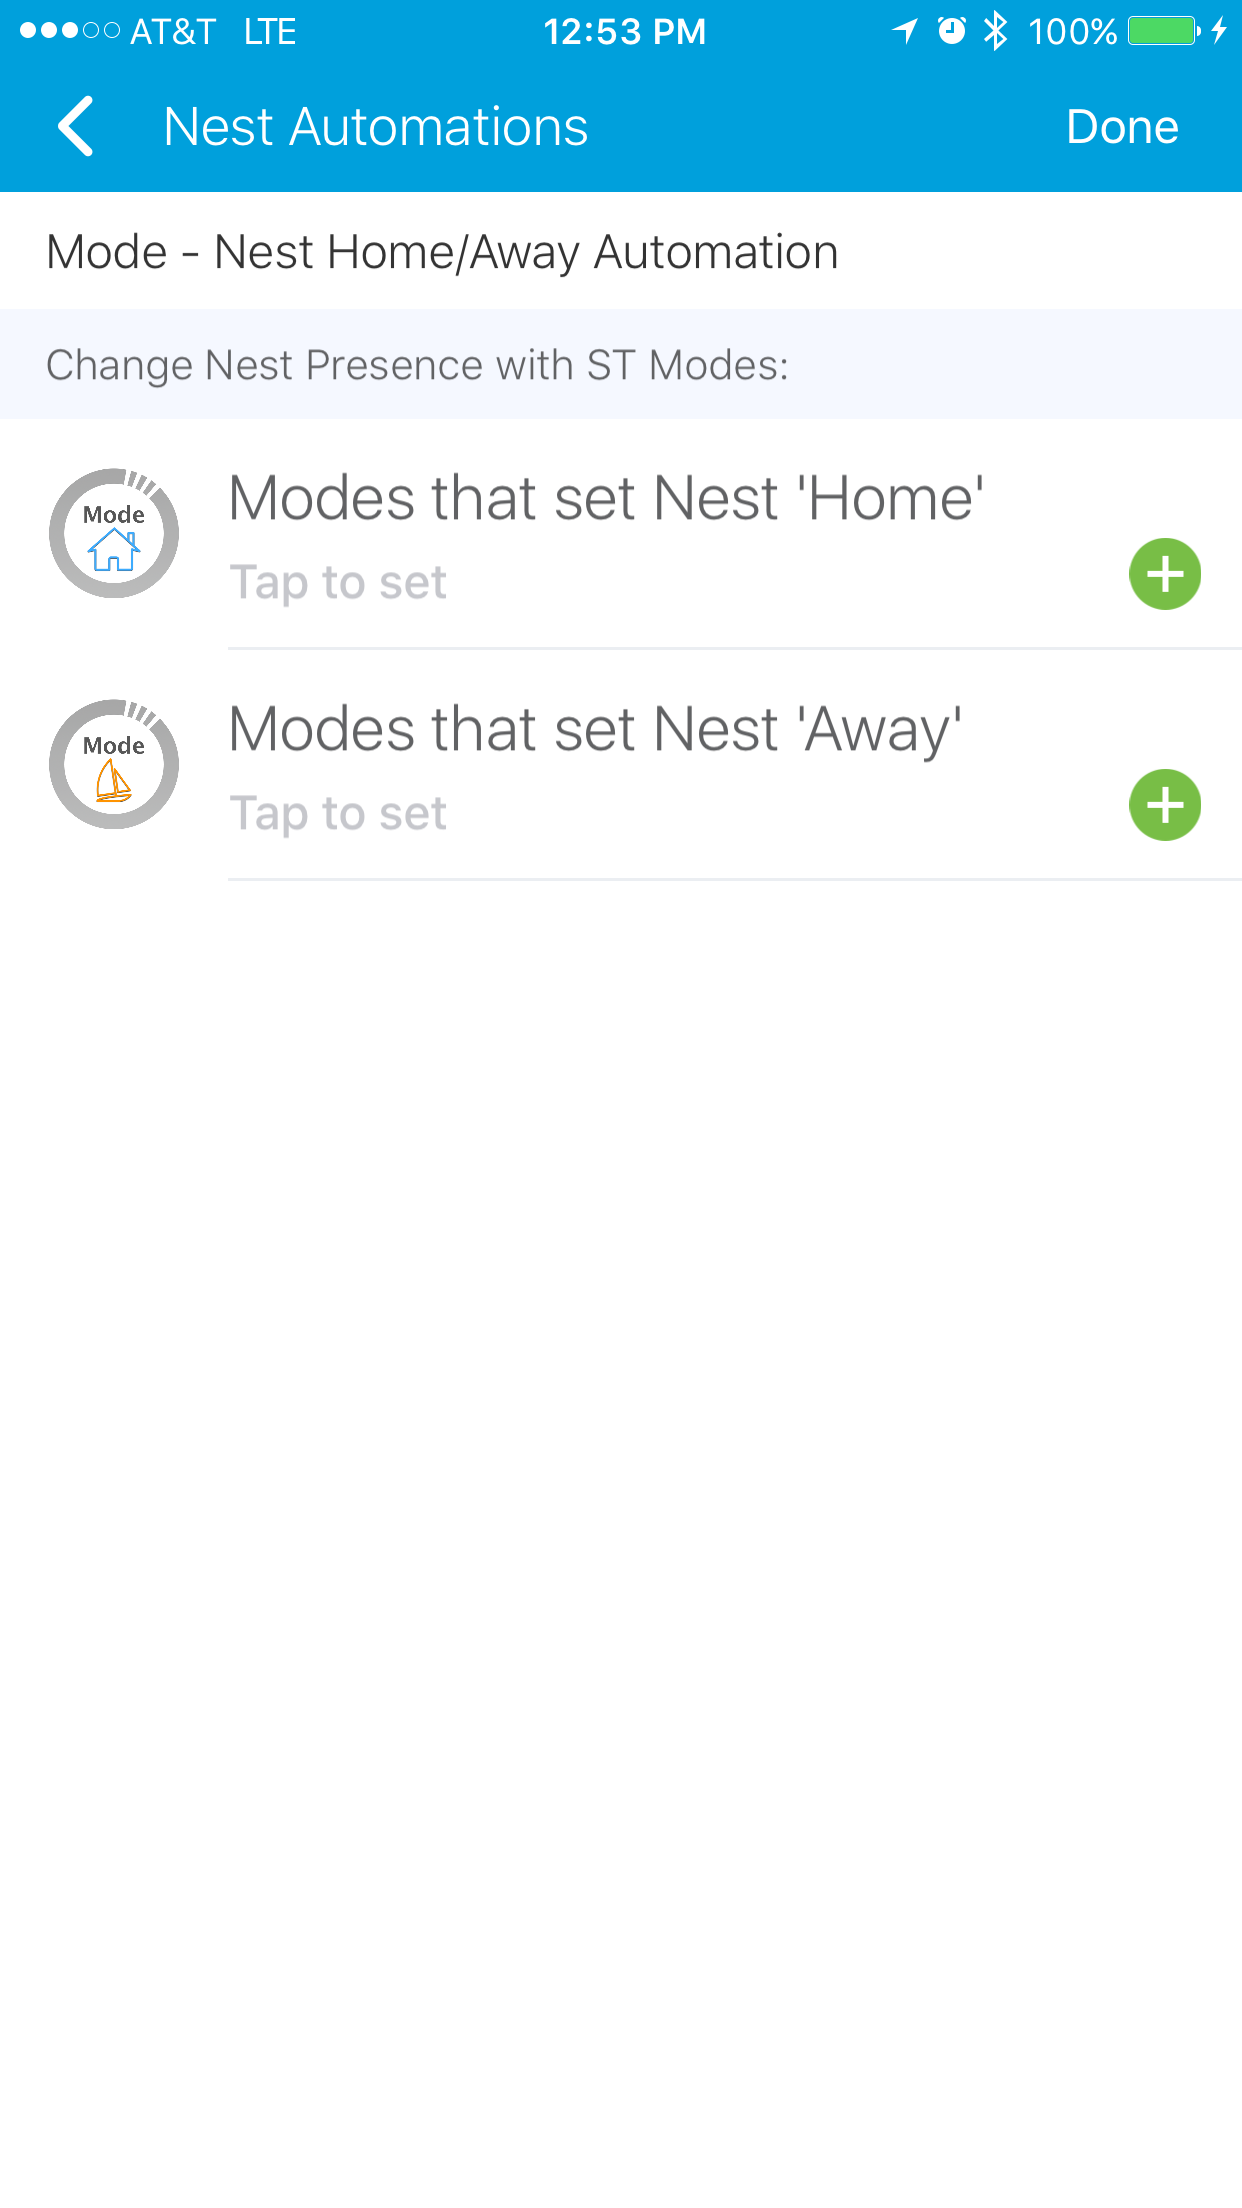 AT&T LTE 12:53 PM 100%
Nest Automations Done
Mode - Nest Home/Away Automation
Change Nest Presence with ST Modes:
Mode
Modes that set Nest 'Home'
Tap to set
Mode
Modes that set Nest 'Away'
Tap to set